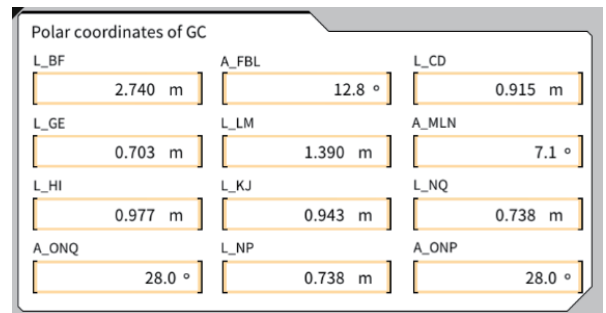 Polar coordinates of GC
L_BF A_FBL L_CD
2.740 m 12.8 º 0.915 m
L_GE L_LM A_MLN
0.703 m 1.390 m 7.1 º
L_HI L_KJ L_NQ
0.977 m 0.943 m 0.738 m
A_ONQ L_NP A_ONP
28.0 º 0.738 m 28.0 º